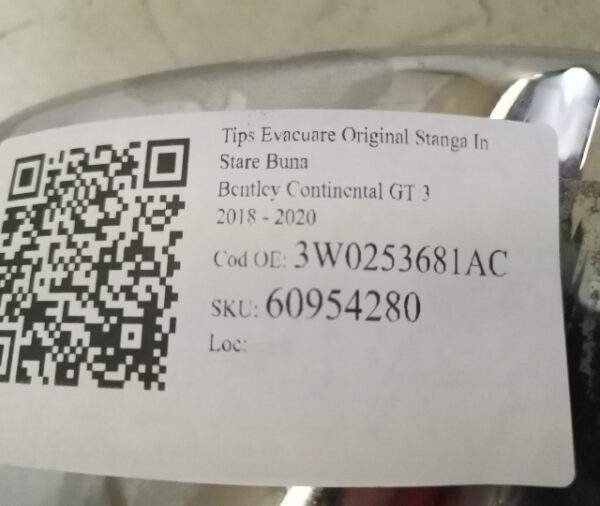 Tips Evacuare Original Stanga In
Stare Buna
Bentley Continental GT 3
2018 - 2020
Cod OE: 3W0253681AC
SKU: 60954280
Loc: